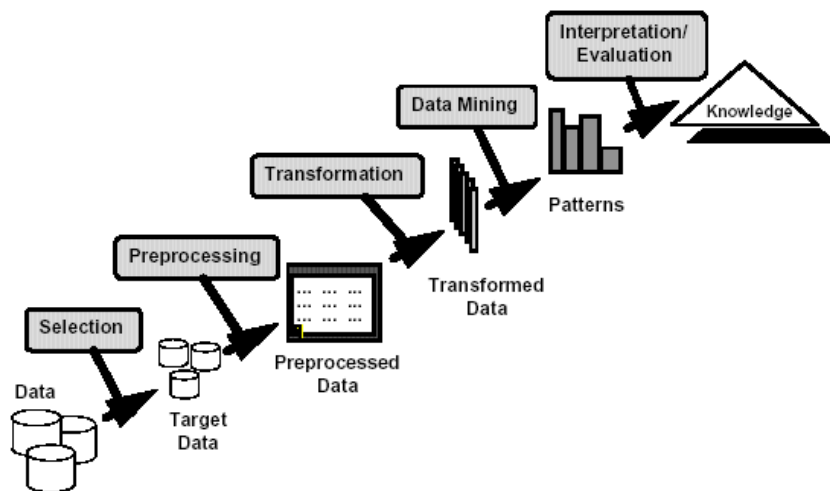 Interpretation/
Evaluation
Data Mining
Knowledge
Transformation
Patterns
Preprocessing
Transformed
Data
Selection
Preprocessed
Data
Data
Target
Data